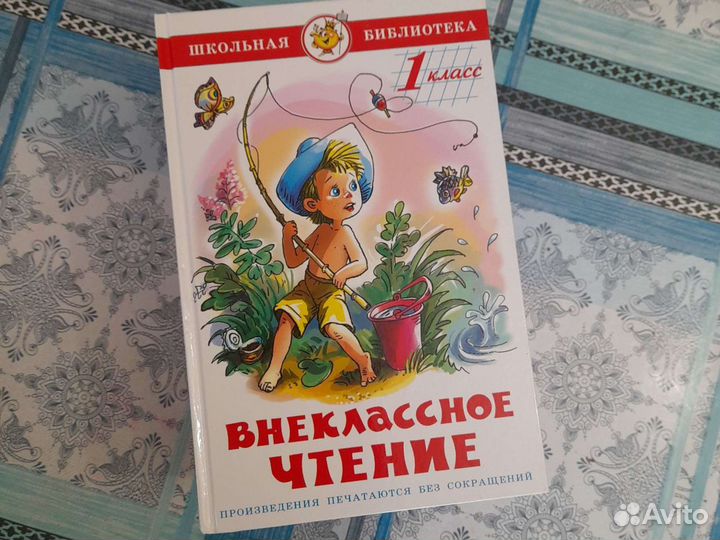 ШКОЛЬНАЯ БИБЛИОТЕКА
1 класс
ВНЕКЛАССНОЕ
ЧТЕНИЕ
ПРОИЗВЕДЕНИЯ ПЕЧАТАЮТСЯ БЕЗ СОКРАЩЕНИЙ
Avito